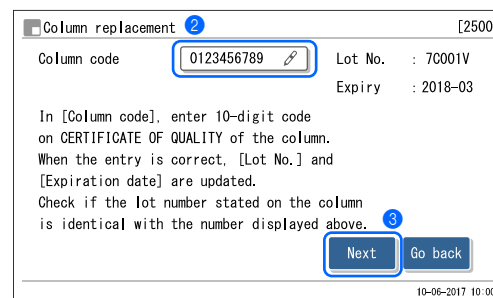 Column replacement 2 [2500
Column code 0123456789 Lot No. : 7C001V
Expiry : 2018-03
In [Column code], enter 10-digit code
on CERTIFICATE OF QUALITY of the column.
When the entry is correct, [Lot No.] and
[Expiration date] are updated.
Check if the lot number stated on the column
is identical with the number displayed above. 3
Next Go back
10-06-2017 10:00